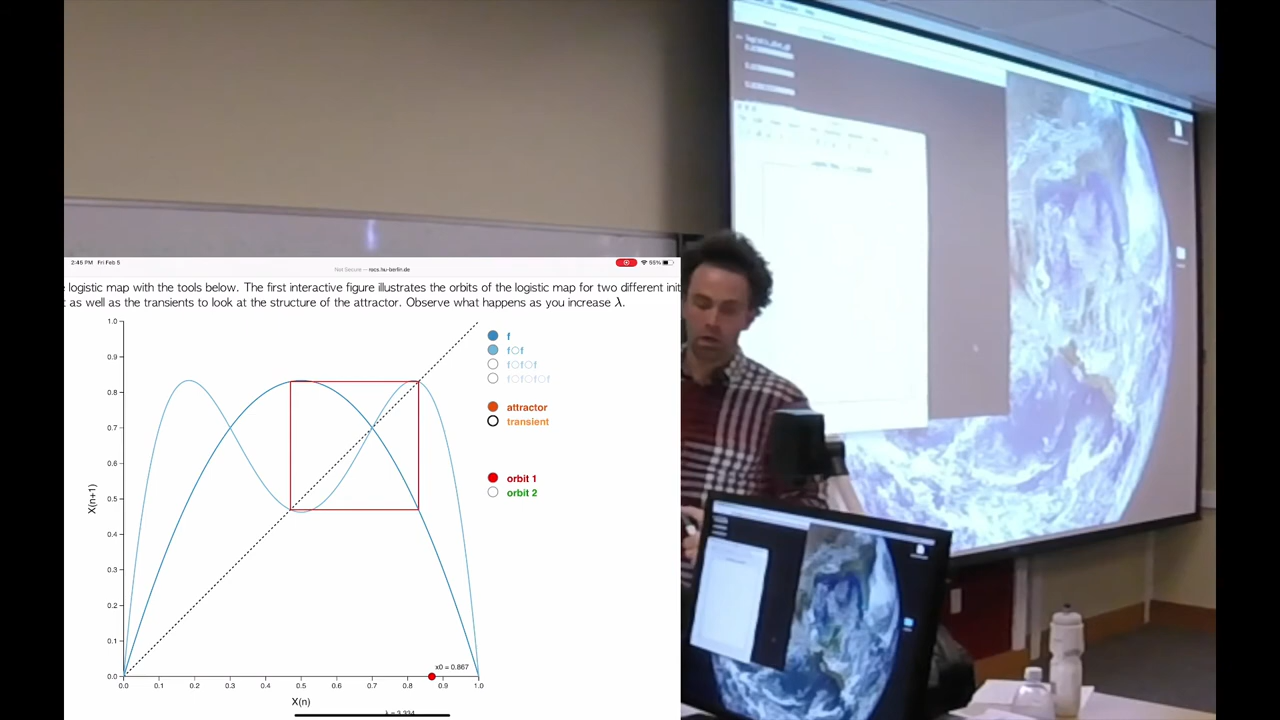 2:45 PM Fri Feb 5
55%
Not Secure — rocs.hu-berlin.de
logistic map with the tools below. The first interactive figure illustrates the orbits of the logistic map for two different init
as well as the transients to look at the structure of the attractor. Observe what happens as you increase λ.
1.0
0.9
0.8
0.7
0.6
0.5
0.4
0.3
0.2
0.1
0.0
X(n+1)
f
f○f
f○f○f
f○f○f○f
attractor
transient
orbit 1
orbit 2
x0 = 0.867
0.0 0.1 0.2 0.3 0.4 0.5 0.6 0.7 0.8 0.9 1.0
X(n)
λ = 3.334